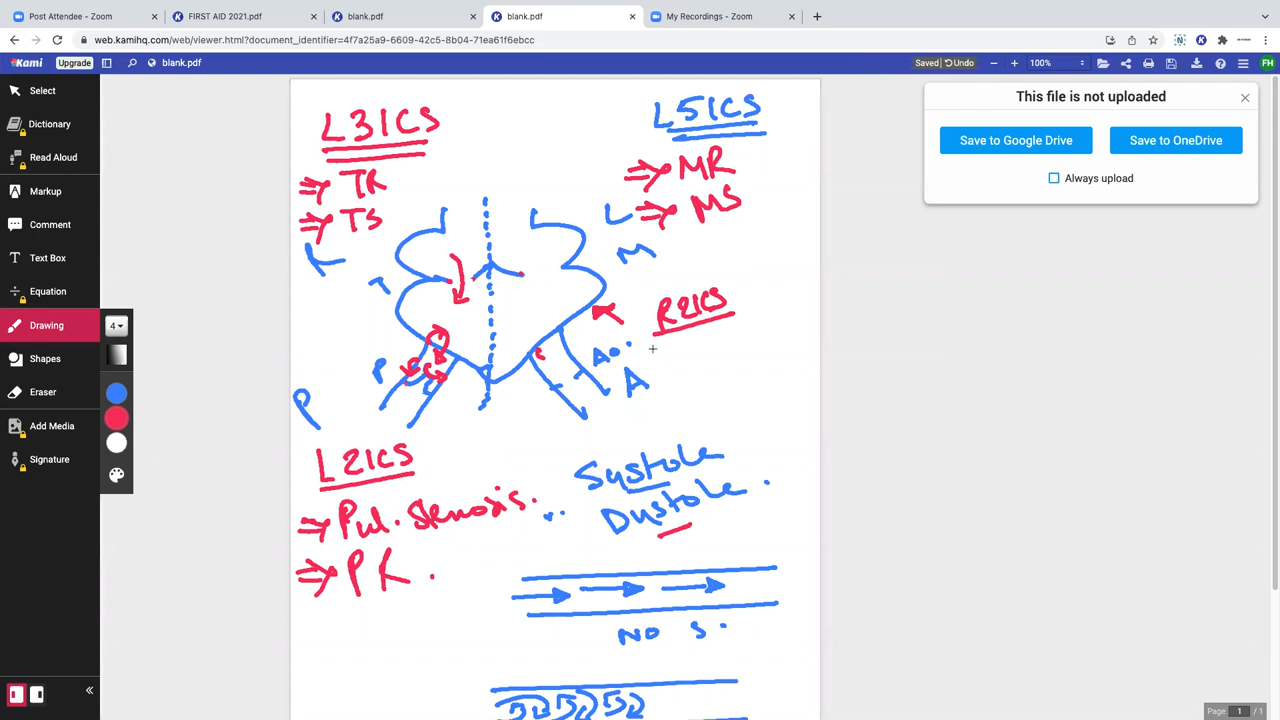 Post Attendee - Zoom
FIRST AID 2021.pdf
blank.pdf
blank.pdf
My Recordings - Zoom
web.kamihq.com/web/viewer.html?document_identifier=4f7a25a9-6609-42c5-8b04-71ea61f6ebcc
Kami
Upgrade
blank.pdf
Saved
Undo
100%
FH
Select
Dictionary
Read Aloud
Markup
Comment
Text Box
Equation
Drawing
Shapes
Eraser
Add Media
Signature
4
This file is not uploaded
Save to Google Drive
Save to OneDrive
Always upload
L3ICS
⇒ TR
⇒ TS
L5ICS
⇒ MR
⇒ MS
L
R
M
T
R2ICS
Ao
A
P
P
L2ICS
⇒ Pul. Stenosis.
⇒ PR.
Systole
Diastole.
NO S.
Page 1 / 1